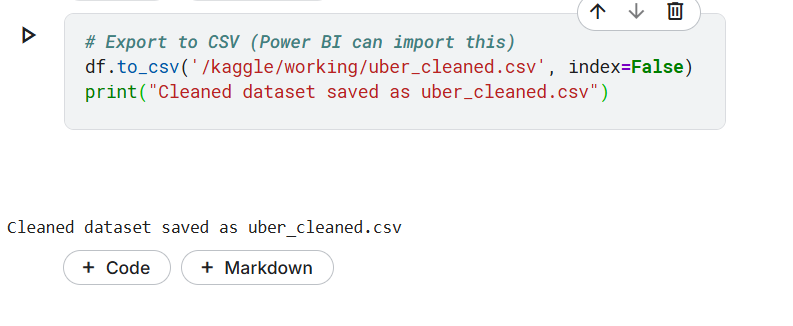 # Export to CSV (Power BI can import this)
df.to_csv('/kaggle/working/uber_cleaned.csv', index=False)
print("Cleaned dataset saved as uber_cleaned.csv")
Cleaned dataset saved as uber_cleaned.csv
+ Code + Markdown